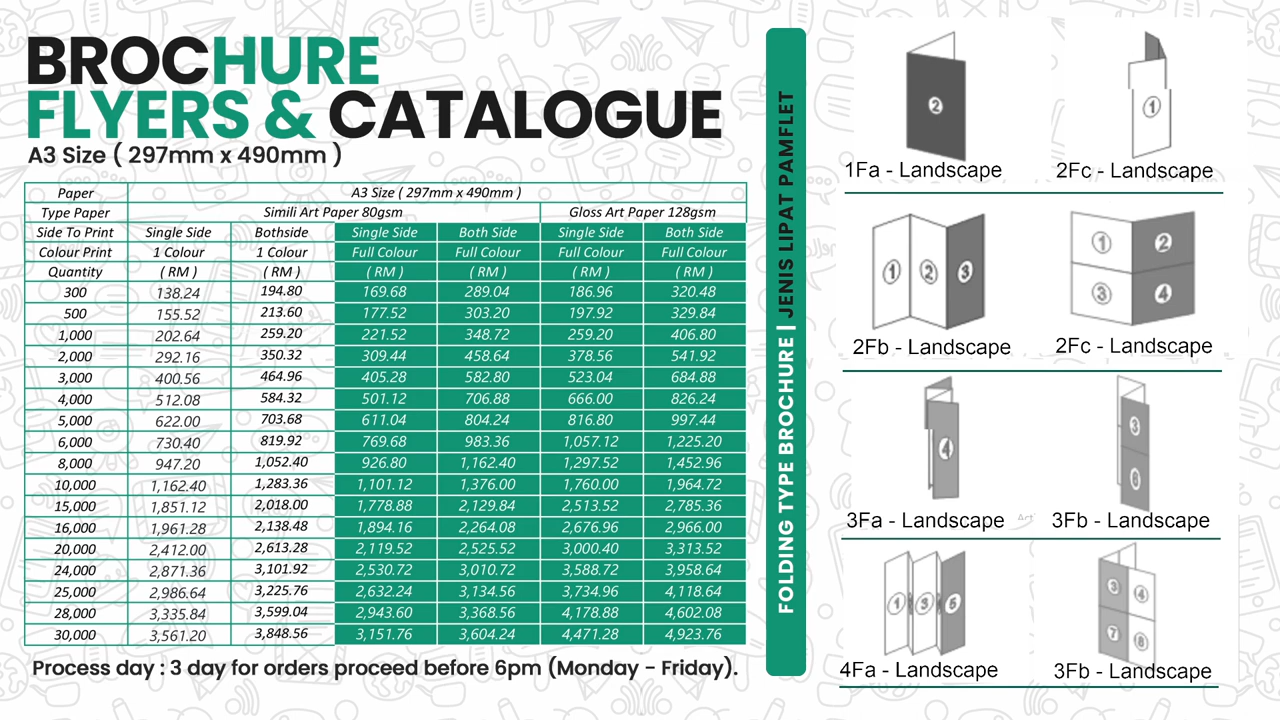 BROCHURE
FLYERS & CATALOGUE
A3 Size ( 297mm x 490mm )
Paper A3 Size ( 297mm x 490mm )
Type Paper Simili Art Paper 80gsm Gloss Art Paper 128gsm
Side To Print Single Side Bothside Single Side Both Side Single Side Both Side
Colour Print 1 Colour 1 Colour Full Colour Full Colour Full Colour Full Colour
Quantity ( RM ) ( RM ) ( RM ) ( RM ) ( RM ) ( RM )
300 138.24 194.80 169.68 289.04 186.96 320.48
500 155.52 213.60 177.52 303.20 197.92 329.84
1,000 202.64 259.20 221.52 348.72 259.20 406.80
2,000 292.16 350.32 309.44 458.64 378.56 541.92
3,000 400.56 464.96 405.28 582.80 523.04 684.88
4,000 512.08 584.32 501.12 706.88 666.00 826.24
5,000 622.00 703.68 611.04 804.24 816.80 997.44
6,000 730.40 819.92 769.68 983.36 1,057.12 1,225.20
8,000 947.20 1,052.40 926.80 1,162.40 1,297.52 1,452.96
10,000 1,162.40 1,283.36 1,101.12 1,376.00 1,760.00 1,964.72
15,000 1,851.12 2,018.00 1,778.88 2,129.84 2,513.52 2,785.36
16,000 1,961.28 2,138.48 1,894.16 2,264.08 2,676.96 2,966.00
20,000 2,412.00 2,613.28 2,119.52 2,525.52 3,000.40 3,313.52
24,000 2,871.36 3,101.92 2,530.72 3,010.72 3,588.72 3,958.64
25,000 2,986.64 3,225.76 2,632.24 3,134.56 3,734.96 4,118.64
28,000 3,335.84 3,599.04 2,943.60 3,368.56 4,178.88 4,602.08
30,000 3,561.20 3,848.56 3,151.76 3,604.24 4,471.28 4,923.76
Process day : 3 day for orders proceed before 6pm (Monday - Friday).
FOLDING TYPE BROCHURE | JENIS LIPAT PAMFLET
2
1
1Fa - Landscape
2Fc - Landscape
1 2 3
1 2
3 4
2Fb - Landscape
2Fc - Landscape
4
3
6
3Fa - Landscape
3Fb - Landscape
1 3 5
3 4
7 8
4Fa - Landscape
3Fb - Landscape